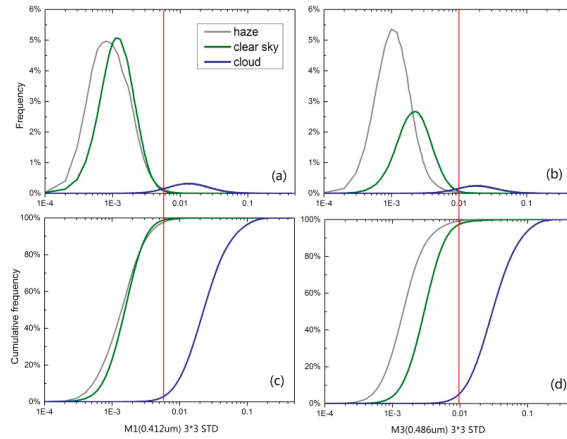 6%
5%
4%
3%
2%
1%
0%
Frequency
haze
clear sky
cloud
(a)
1E-4
1E-3
0.01
0.1
6%
5%
4%
3%
2%
1%
0%
(b)
1E-4
1E-3
0.01
0.1
100%
80%
60%
40%
20%
0%
Cumulative frequency
(c)
1E-4
1E-3
0.01
0.1
M1(0.412um) 3*3 STD
100%
80%
60%
40%
20%
0%
(d)
1E-4
1E-3
0.01
0.1
M3(0.486um) 3*3 STD